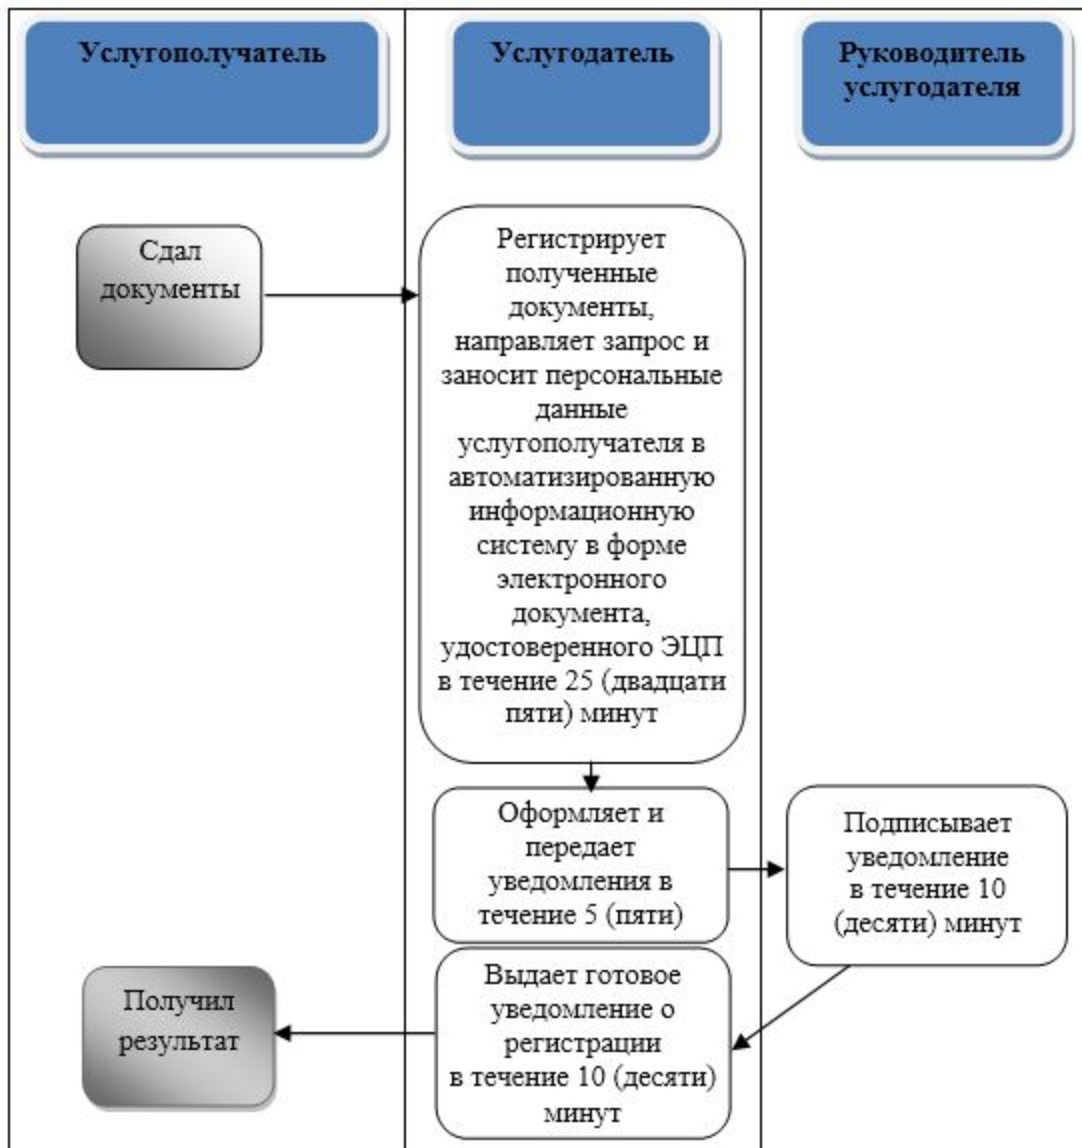 Услугополучатель
Услугодатель
Руководитель
услугодателя
Сдал
документы
Регистрирует
полученные
документы,
направляет запрос и
заносит персональные
данные
услугополучателя в
автоматизированную
информационную
систему в форме
электронного
документа,
удостоверенного ЭЦП
в течение 25 (двадцати
пяти) минут
Оформляет и
передает
уведомления в
течение 5 (пяти)
Подписывает
уведомление
в течение 10
(десяти) минут
Выдает готовое
уведомление о
регистрации
в течение 10 (десяти)
минут
Получил
результат